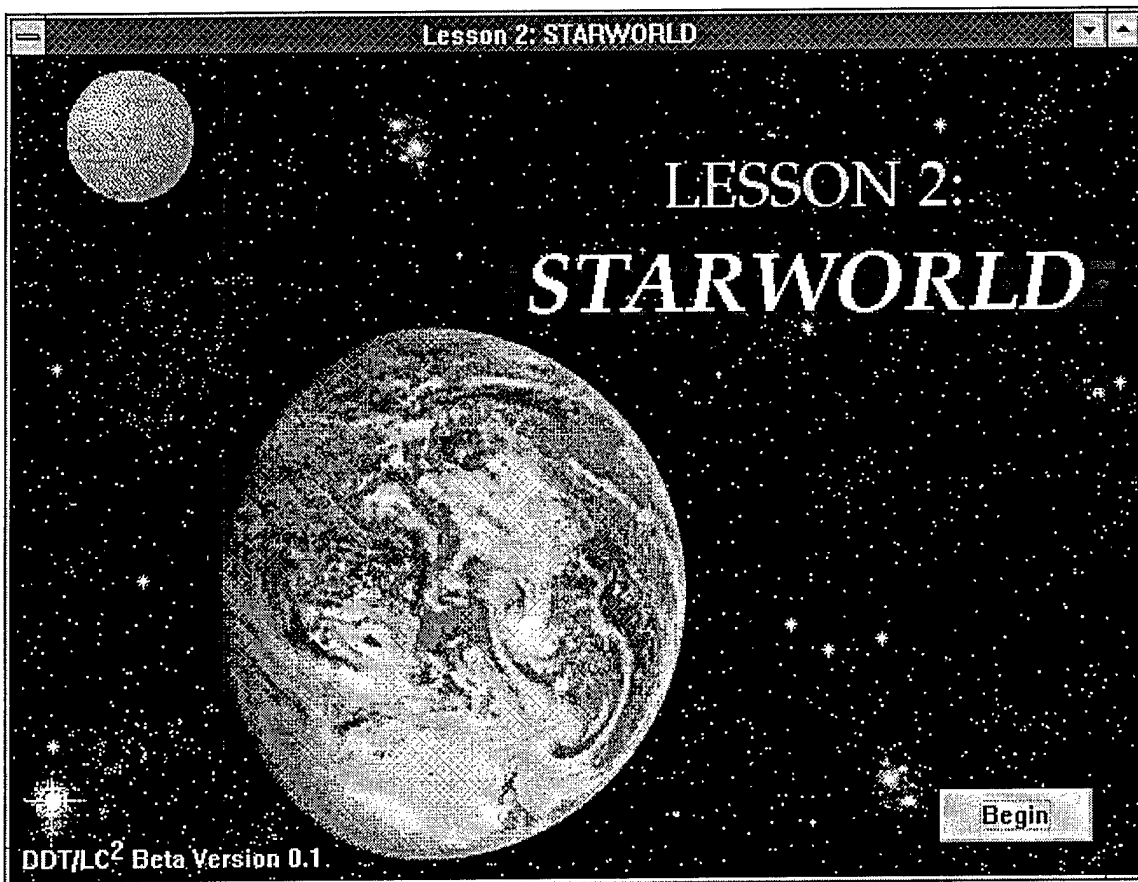 Lesson 2: STARWORLD
LESSON 2:
STARWORLD
Begin
DDT/LC² Beta Version 0.1